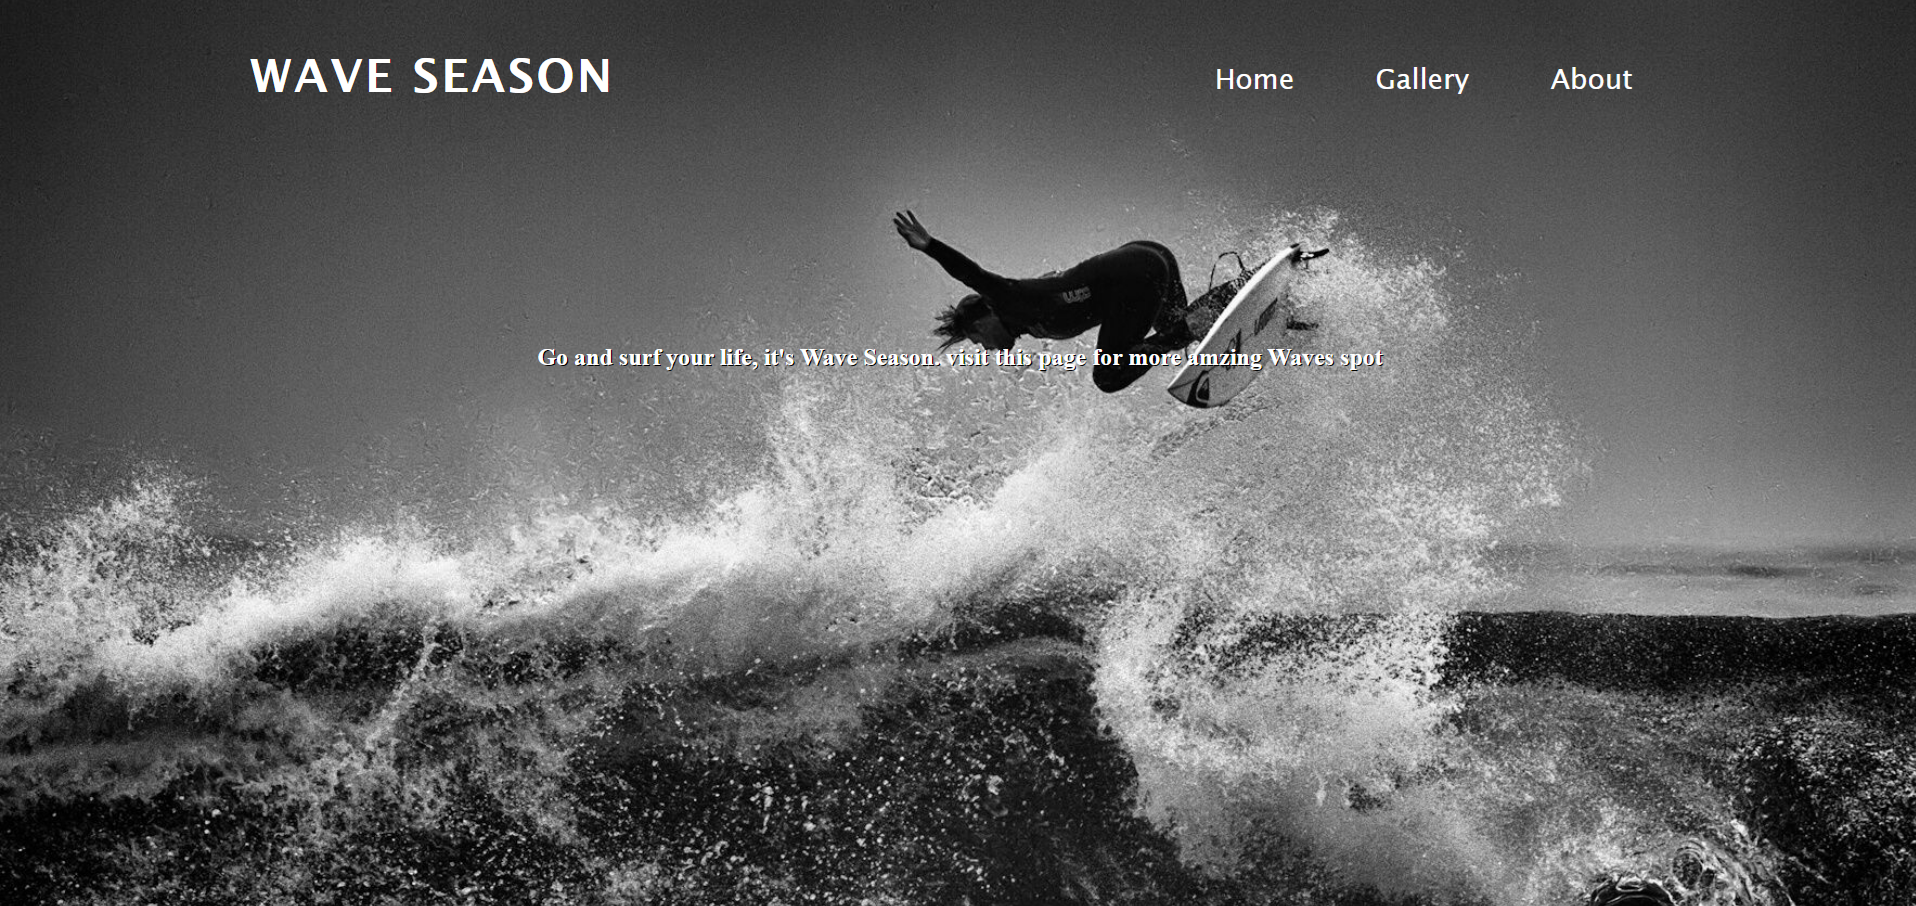 WAVE SEASON
Home Gallery About
Go and surf your life, it's Wave Season. visit this page for more amzing Waves spot